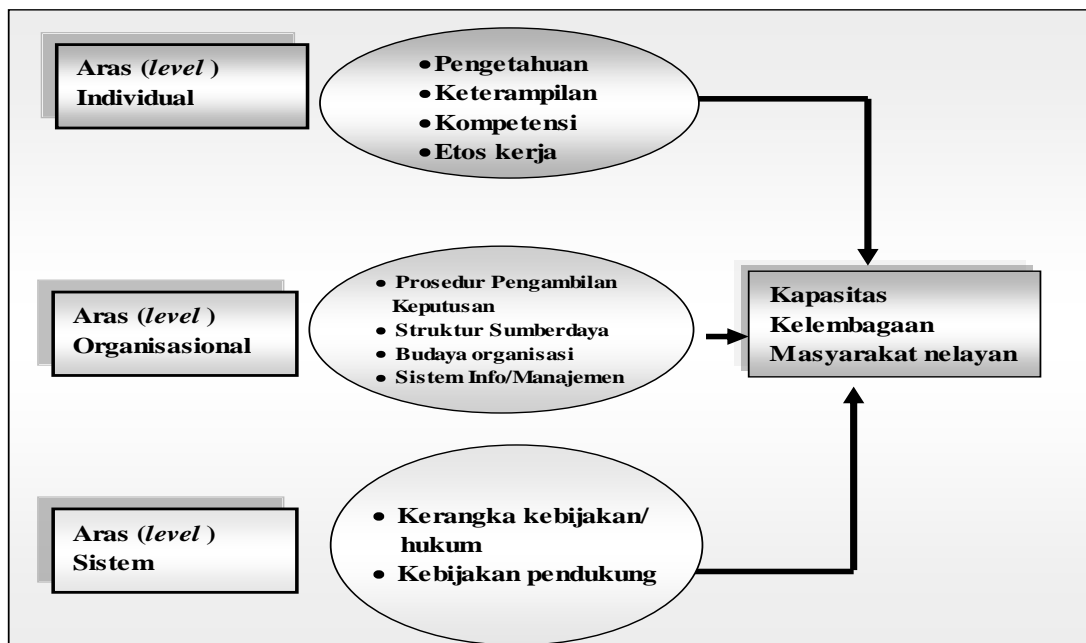 Aras (level )
Individual
• Pengetahuan
• Keterampilan
• Kompetensi
• Etos kerja
Aras (level )
Organisasional
• Prosedur Pengambilan
Keputusan
• Struktur Sumberdaya
• Budaya organisasi
• Sistem Info/Manajemen
Kapasitas
Kelembagaan
Masyarakat nelayan
Aras (level )
Sistem
• Kerangka kebijakan/
hukum
• Kebijakan pendukung